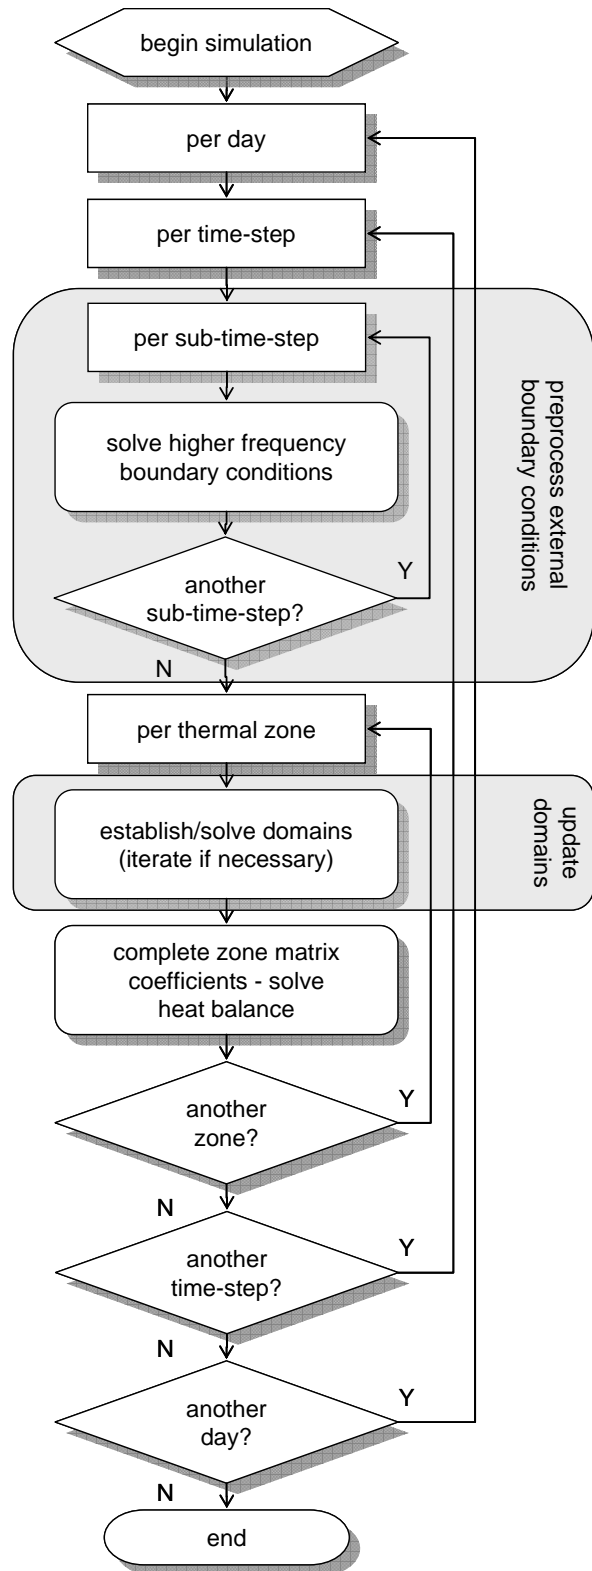 begin simulation
per day
per time-step
per sub-time-step
solve higher frequency
boundary conditions
another
sub-time-step?
Y
N
preprocess external
boundary conditions
per thermal zone
establish/solve domains
(iterate if necessary)
update
domains
complete zone matrix
coefficients - solve
heat balance
another
zone?
Y
N
another
time-step?
Y
N
another
day?
Y
N
end